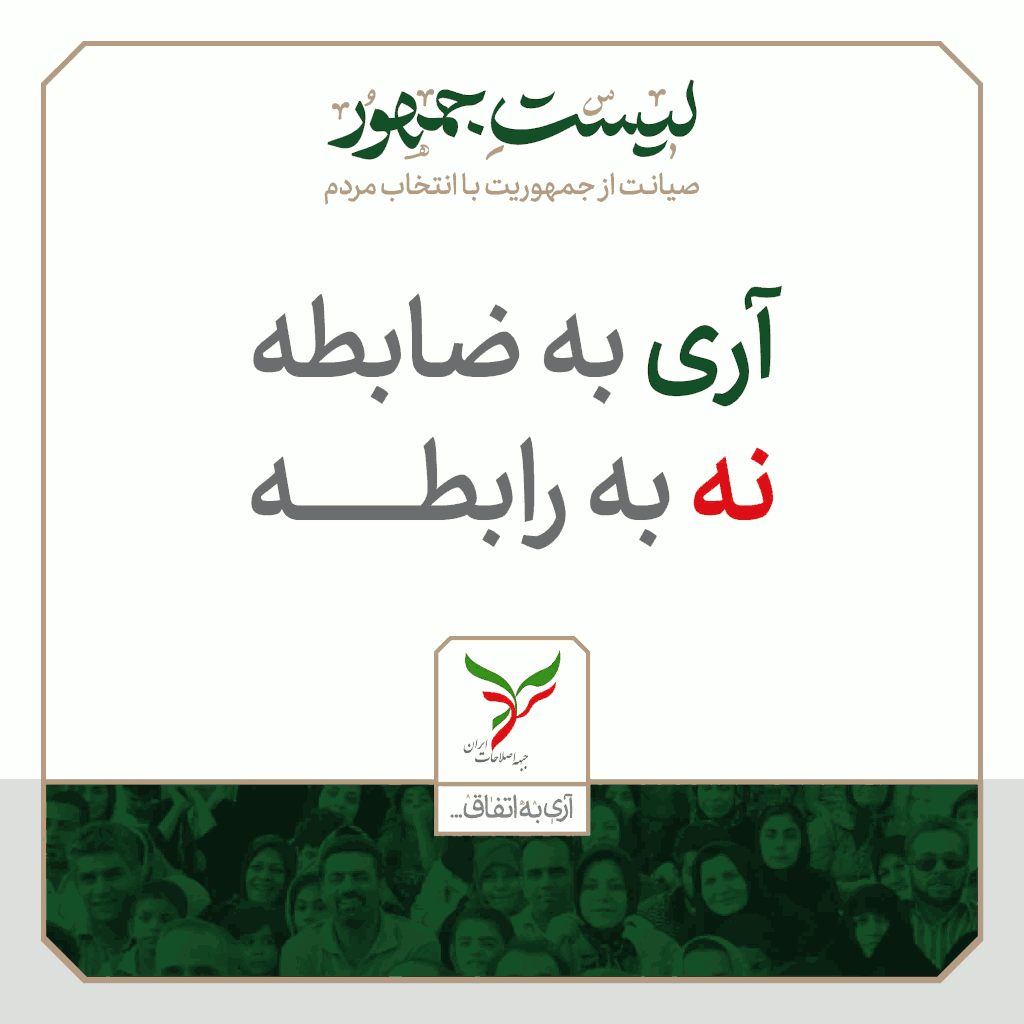 لیستِ جمهور
صیانت از جمهوریت با انتخاب مردم
آری به ضابطه
نه به رابطـــه
جبهه اصلاحات ایران
آری به اتفاق...